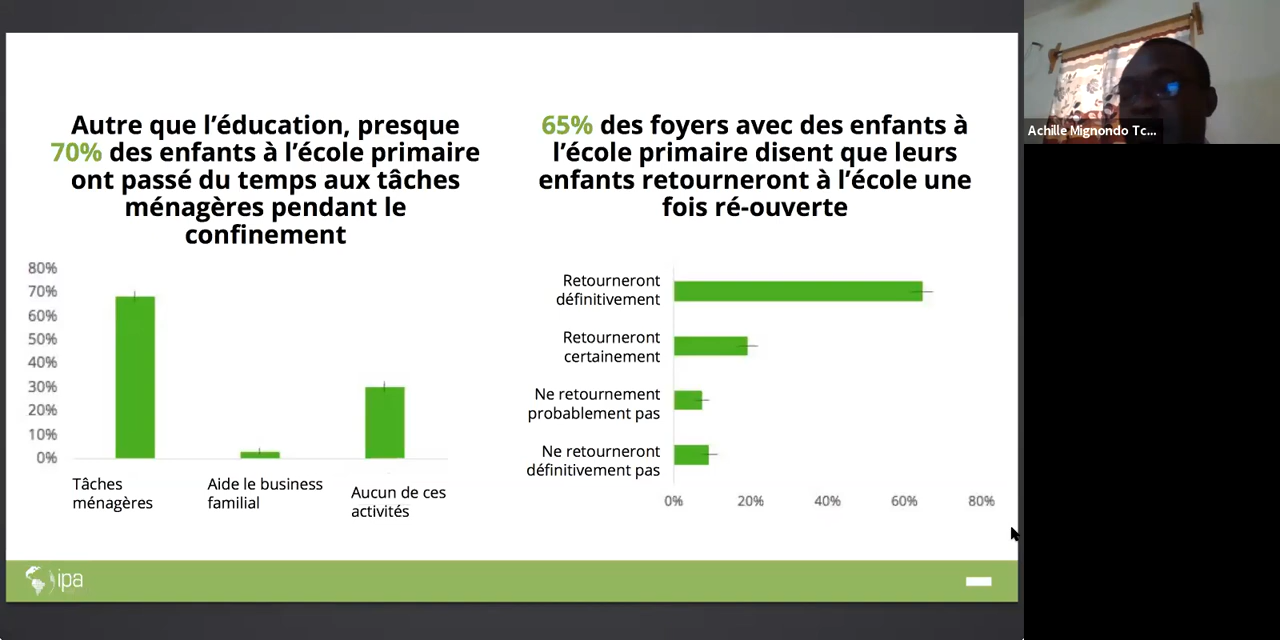 Autre que l’éducation, presque
70% des enfants à l’école primaire
ont passé du temps aux tâches
ménagères pendant le
confinement
80%
70%
60%
50%
40%
30%
20%
10%
0%
Tâches
ménagères
Aide le business
familial
Aucun de ces
activités
65% des foyers avec des enfants à
l’école primaire disent que leurs
enfants retourneront à l’école une
fois ré-ouverte
Retourneront
définitivement
Retourneront
certainement
Ne retournement
probablement pas
Ne retourneront
définitivement pas
0% 20% 40% 60% 80%
ipa
Achille Mignondo Tc...